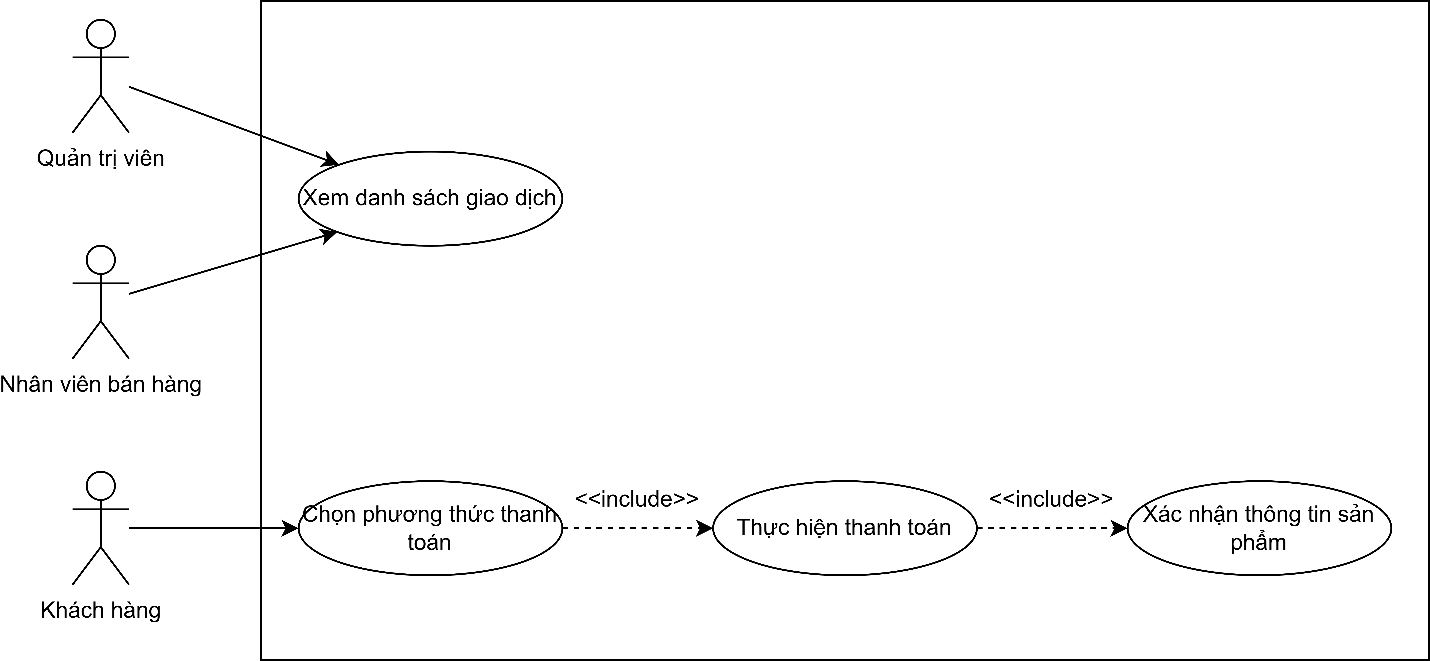 Quản trị viên
Xem danh sách giao dịch
Nhân viên bán hàng
Khách hàng
Chọn phương thức thanh
toán
<<include>>
Thực hiện thanh toán
<<include>>
Xác nhận thông tin sản
phẩm